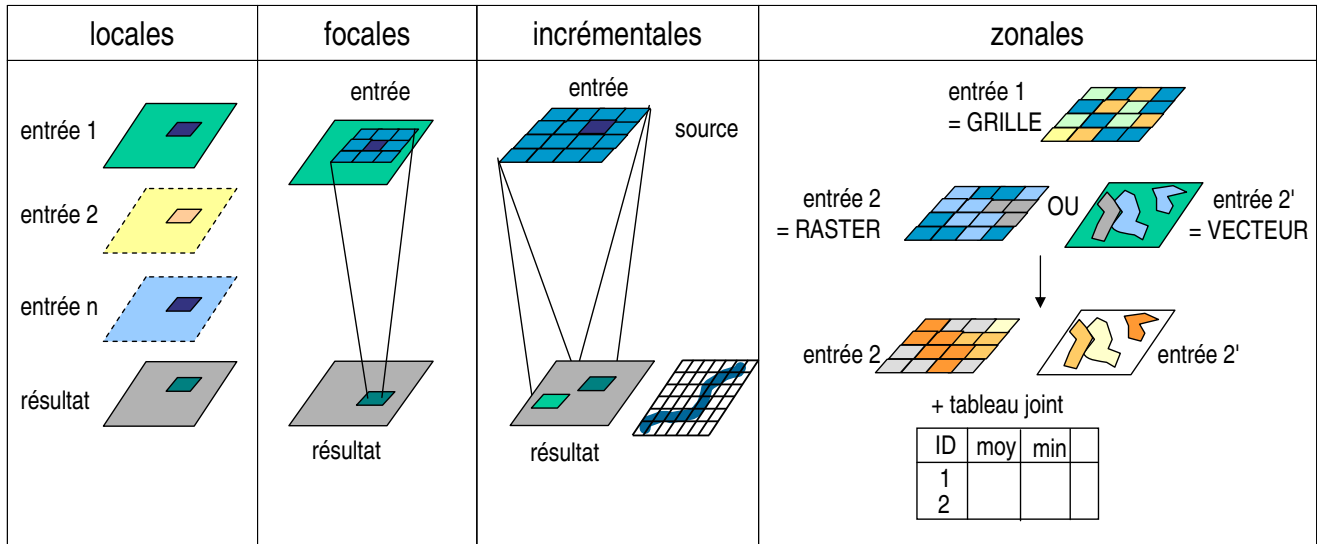 locales
focales
incrémentales
zonales
entrée 1
entrée 2
entrée n
résultat
entrée
résultat
entrée
source
résultat
entrée 1
= GRILLE
entrée 2
= RASTER
OU
entrée 2'
= VECTEUR
entrée 2
entrée 2'
+ tableau joint
ID moy min
1
2